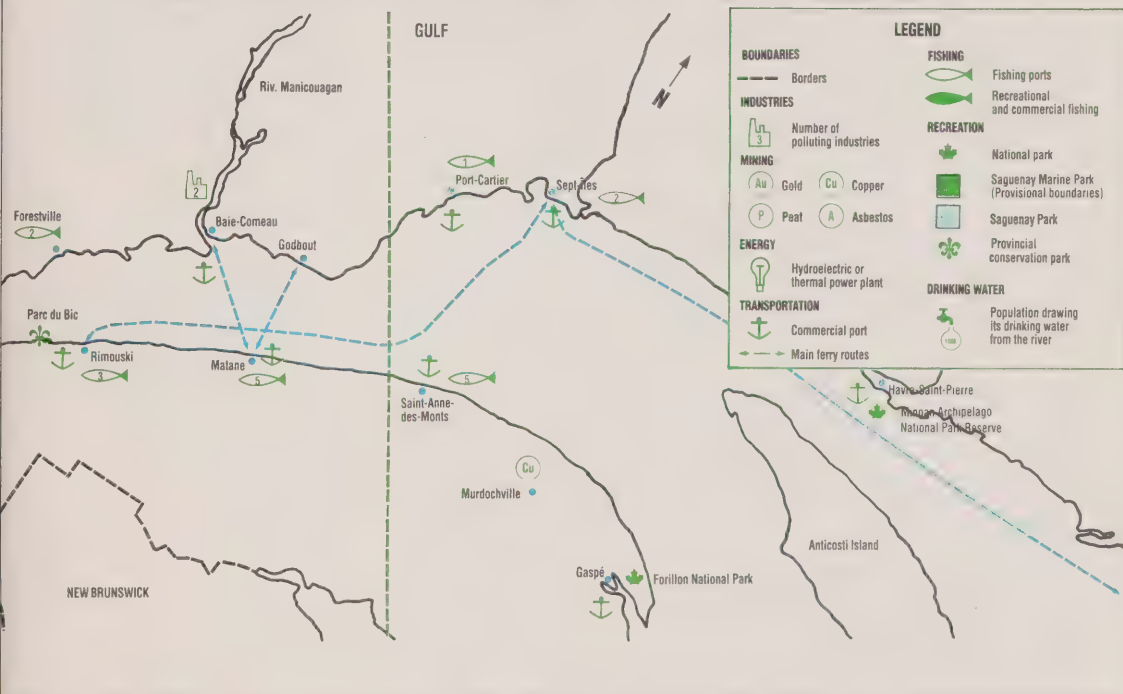 GULF
Riv. Manicouagan
N
2
Forestville
2
Baie-Comeau
Godbout
1
Port-Cartier
Sept-Îles
2
Parc du Bic
Rimouski
3
Matane
5
Saint-Anne-
des-Monts
5
Cu
Murdochville
Gaspé
Forillon National Park
NEW BRUNSWICK
Anticosti Island
Havre-Saint-Pierre
Mingan Archipelago
National Park Reserve
LEGEND
BOUNDARIES
Borders
INDUSTRIES
3
Number of
polluting industries
MINING
Au Gold
Cu Copper
P Peat
A Asbestos
ENERGY
Hydroelectric or
thermal power plant
TRANSPORTATION
Commercial port
Main ferry routes
FISHING
Fishing ports
Recreational
and commercial fishing
RECREATION
National park
Saguenay Marine Park
(Provisional boundaries)
Saguenay Park
Provincial
conservation park
DRINKING WATER
Population drawing
its drinking water
from the river